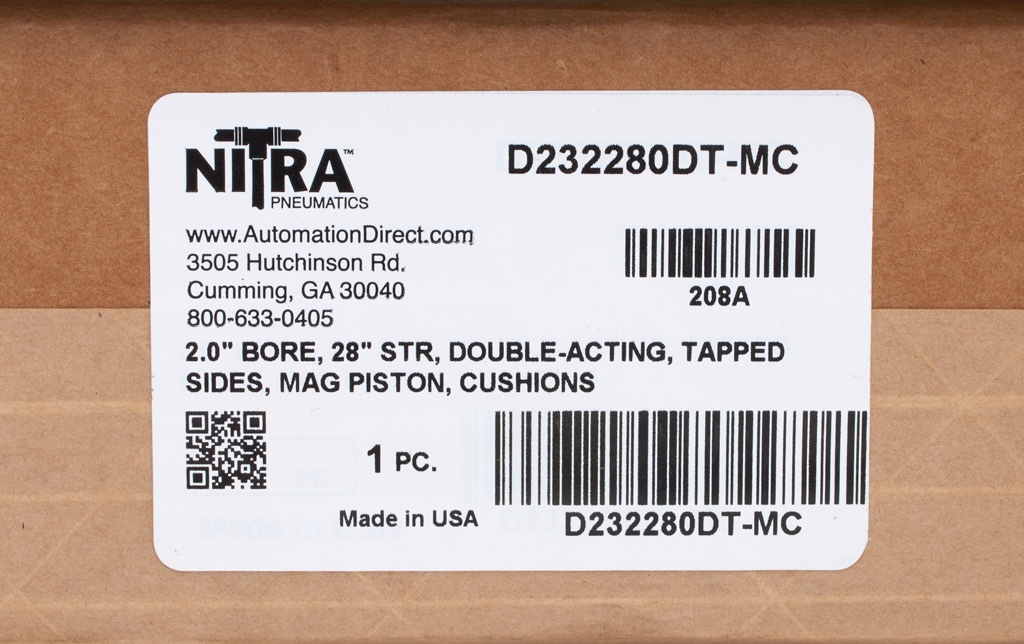 NITRA™
PNEUMATICS
D232280DT-MC
www.AutomationDirect.com
3505 Hutchinson Rd.
Cumming, GA 30040
800-633-0405
208A
2.0" BORE, 28" STR, DOUBLE-ACTING, TAPPED
SIDES, MAG PISTON, CUSHIONS
1 PC.
Made in USA
D232280DT-MC